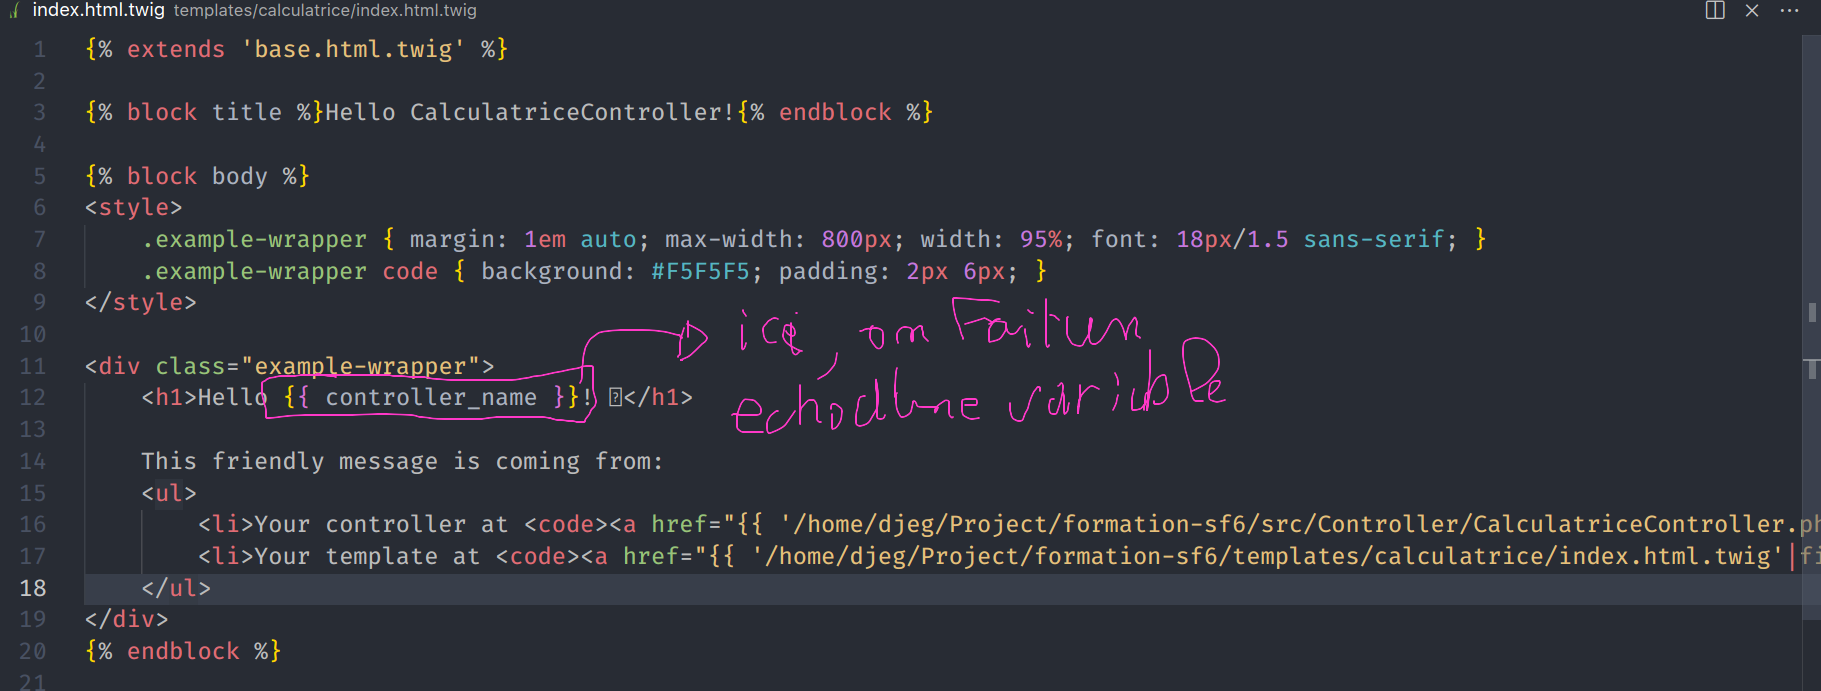 index.html.twig templates/calculatrice/index.html.twig
1 {% extends 'base.html.twig' %}
2
3 {% block title %}Hello CalculatriceController!{% endblock %}
4
5 {% block body %}
6 <style>
7 .example-wrapper { margin: 1em auto; max-width: 800px; width: 95%; font: 18px/1.5 sans-serif; }
8 .example-wrapper code { background: #F5F5F5; padding: 2px 6px; }
9 </style>
10
11 <div class="example-wrapper">
12 <h1>Hello {{ controller_name }}! </h1>
ici, on fait un
echo d'une variable
13
14 This friendly message is coming from:
15 <ul>
16 <li>Your controller at <code><a href="{{ '/home/djeg/Project/formation-sf6/src/Controller/CalculatriceController.ph
17 <li>Your template at <code><a href="{{ '/home/djeg/Project/formation-sf6/templates/calculatrice/index.html.twig'|fi
18 </ul>
19 </div>
20 {% endblock %}
21